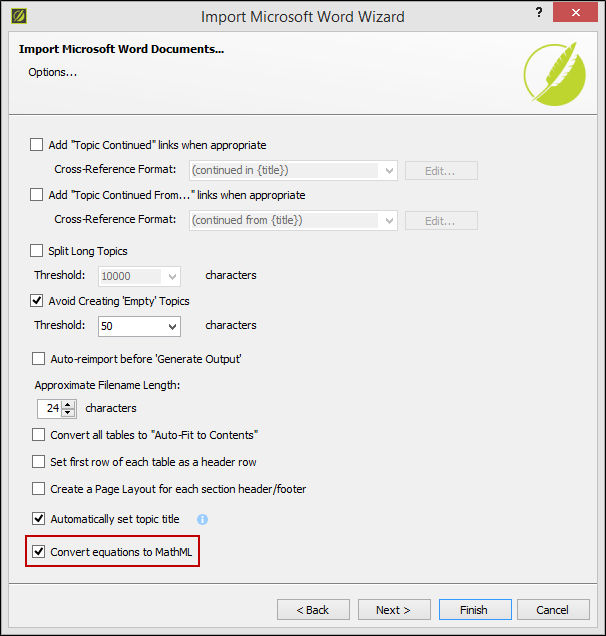 Import Microsoft Word Wizard
?
Import Microsoft Word Documents...
Options...
Add "Topic Continued" links when appropriate
Cross-Reference Format: (continued in {title}) Edit...
Add "Topic Continued From..." links when appropriate
Cross-Reference Format: (continued from {title}) Edit...
Split Long Topics
Threshold: 10000 characters
Avoid Creating 'Empty' Topics
Threshold: 50 characters
Auto-reimport before 'Generate Output'
Approximate Filename Length:
24 characters
Convert all tables to "Auto-Fit to Contents"
Set first row of each table as a header row
Create a Page Layout for each section header/footer
Automatically set topic title
Convert equations to MathML
< Back Next > Finish Cancel